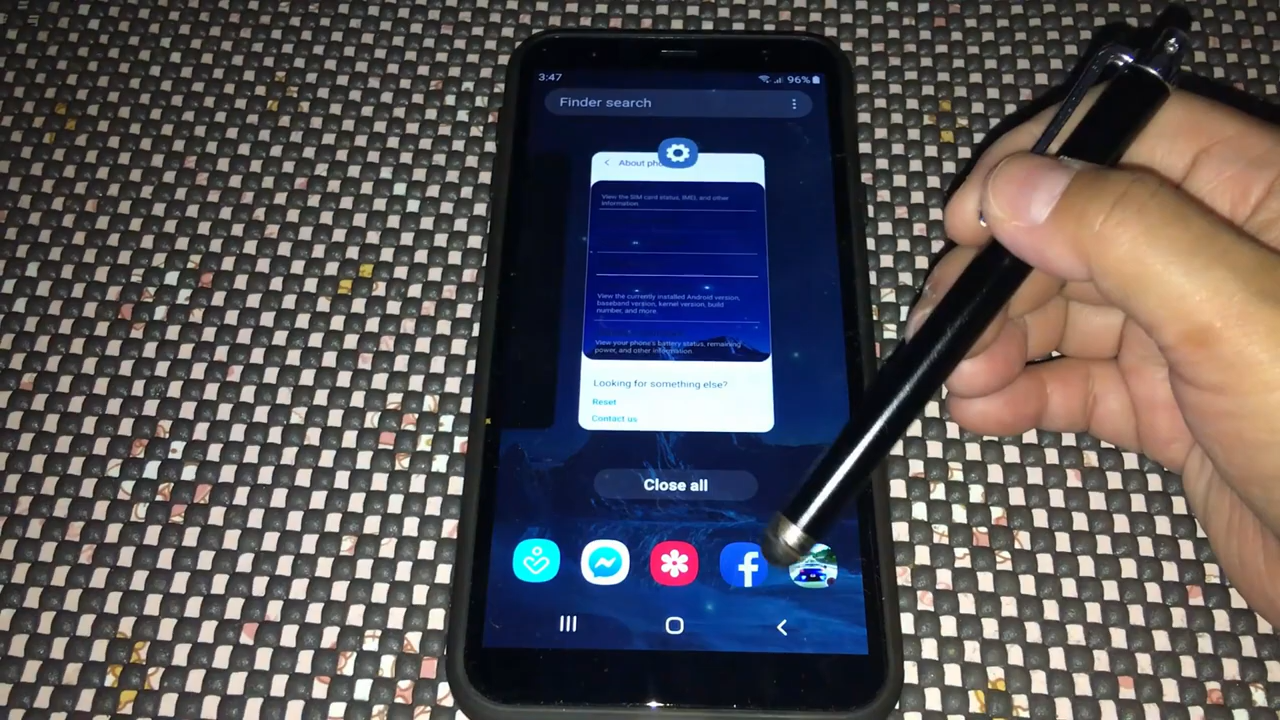 3:47
96%
Finder search
About pho
View the SIM card status, IMEI, and other
information.
View the currently installed Android version,
baseband version, kernel version, build
number, and more.
View your phone's battery status, remaining
power, and other information.
Looking for something else?
Reset
Contact us
Close all